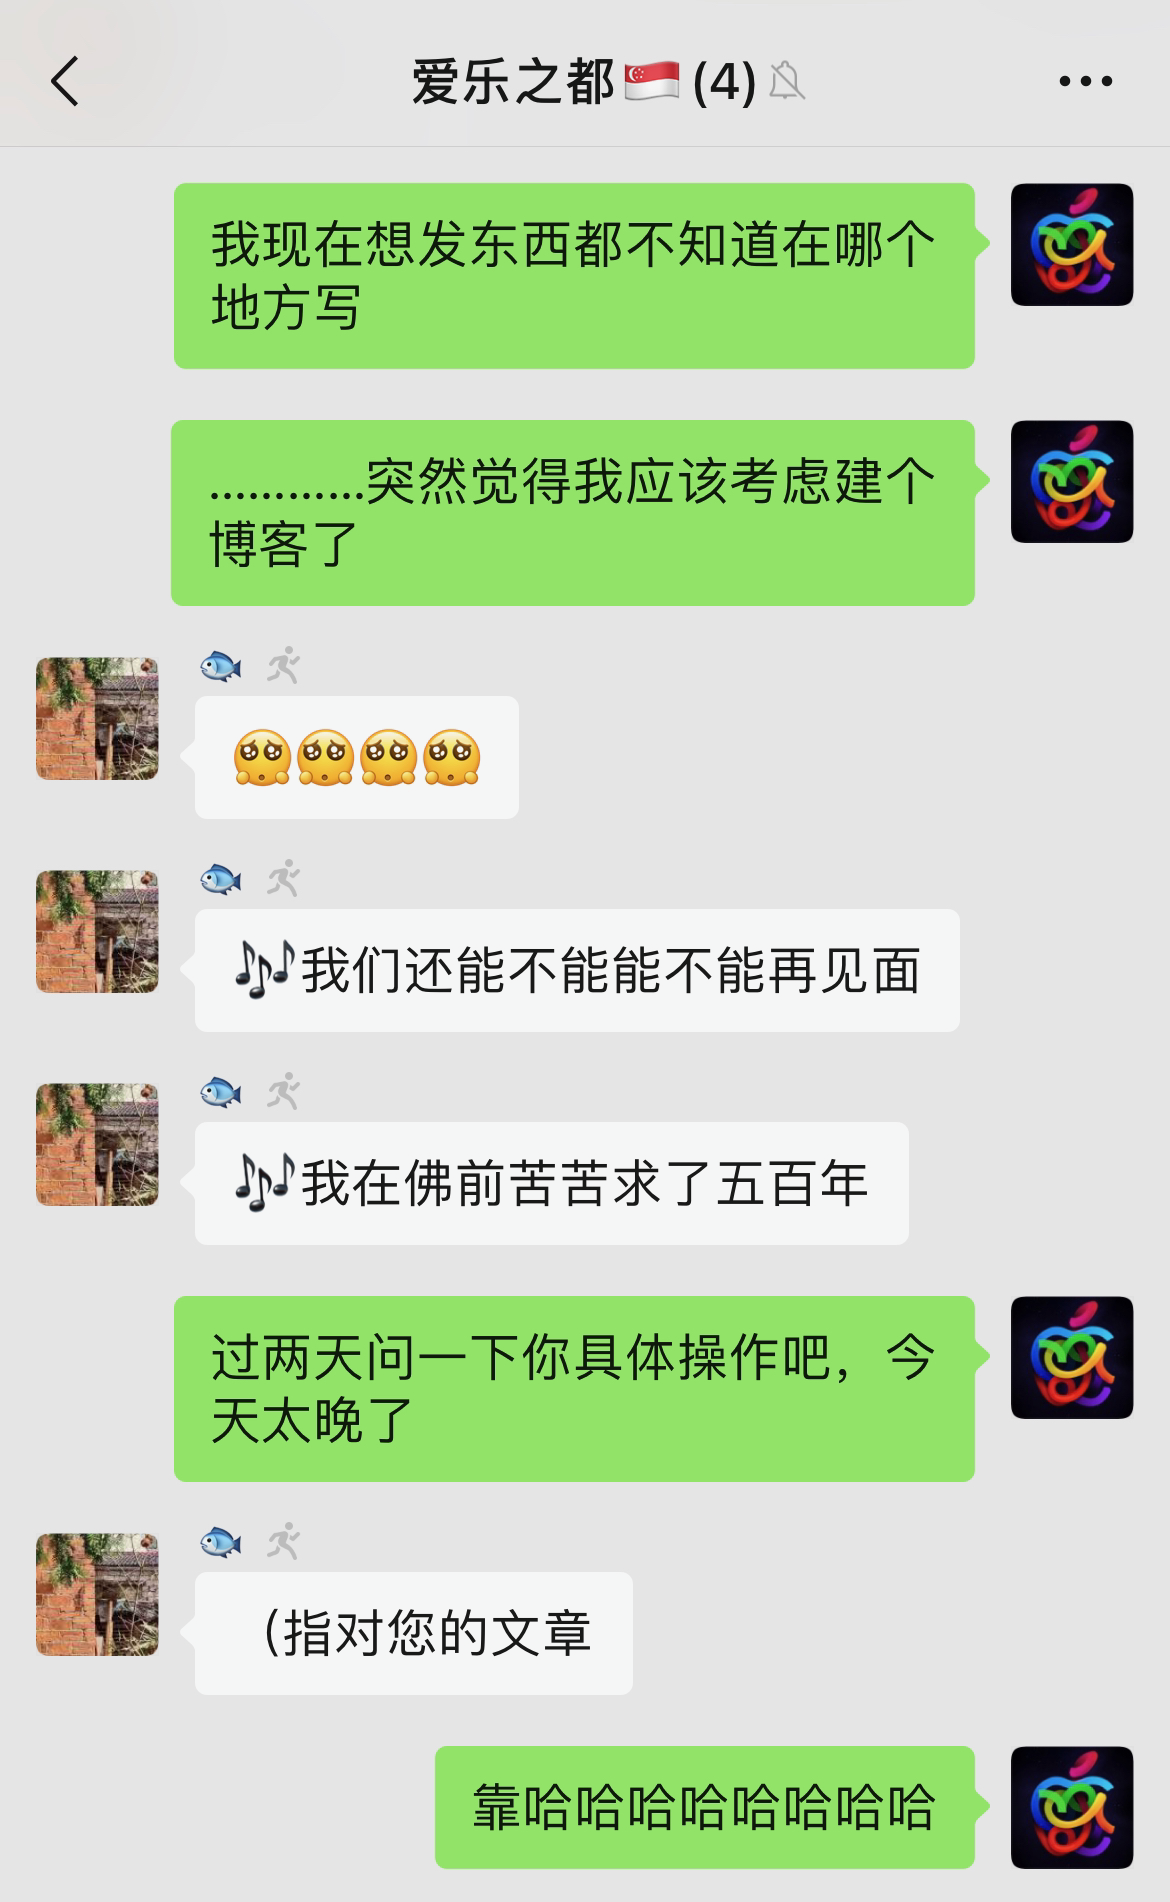 爱乐之都🇸🇬(4)
我现在想发东西都不知道在哪个
地方写
…………突然觉得我应该考虑建个
博客了
🐟
🥺🥺🥺🥺
🐟
🎶我们还能不能能不能再见面
🐟
🎶我在佛前苦苦求了五百年
过两天问一下你具体操作吧，今
天太晚了
🐟
（指对您的文章
靠哈哈哈哈哈哈哈哈